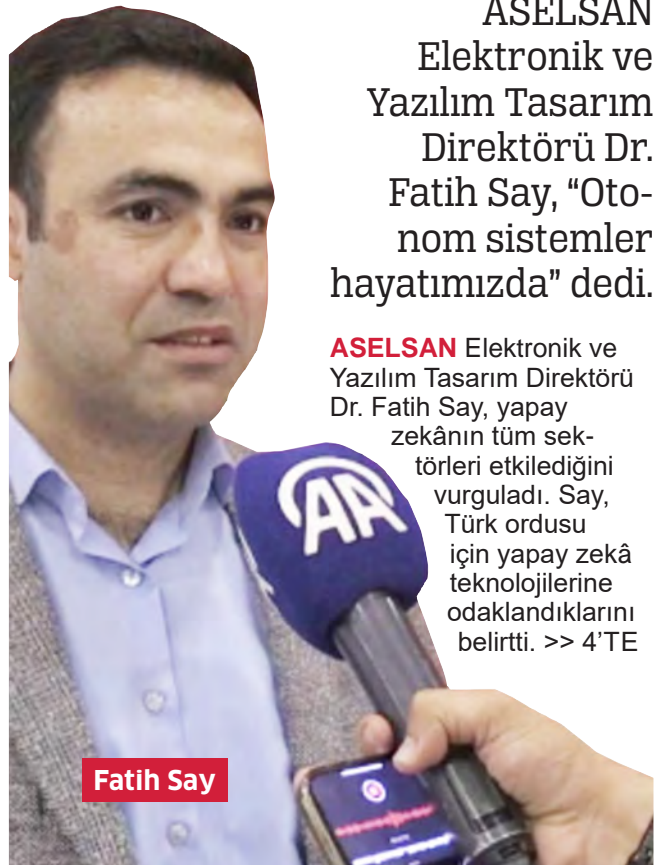 ASELSAN
Elektronik ve
Yazılım Tasarım
Direktörü Dr.
Fatih Say, “Oto-
nom sistemler
hayatımızda” dedi.
ASELSAN Elektronik ve
Yazılım Tasarım Direktörü
Dr. Fatih Say, yapay
zekânın tüm sek-
törleri etkilediğini
vurguladı. Say,
Türk ordusu
için yapay zekâ
teknolojilerine
odaklandıklarını
belirtti. >> 4’TE
AA
Fatih Say